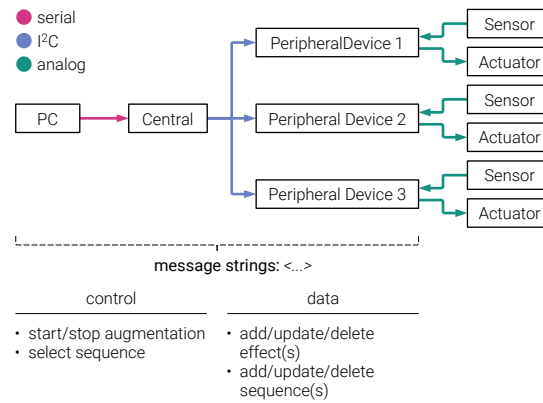 serial
I²C
analog
PeripheralDevice 1
Sensor
Actuator
PC
Central
Peripheral Device 2
Sensor
Actuator
Peripheral Device 3
Sensor
Actuator
message strings: <...>
control
• start/stop augmentation
• select sequence
data
• add/update/delete
effect(s)
• add/update/delete
sequence(s)